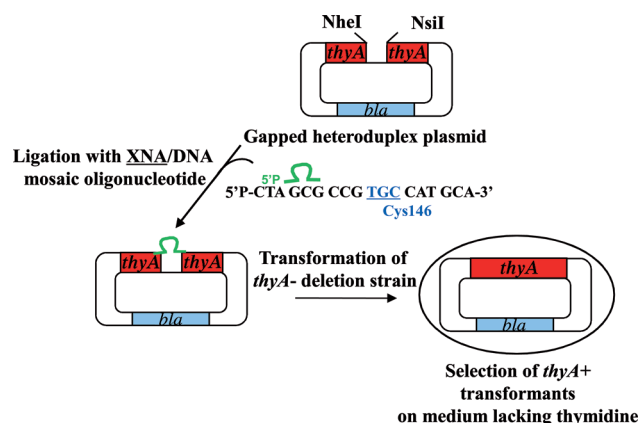 NheI NsiI
thyA thyA
bla
Gapped heteroduplex plasmid
Ligation with XNA/DNA
mosaic oligonucleotide
5'P
5'P-CTA GCG CCG TGC CAT GCA-3'
Cys146
thyA thyA
bla
Transformation of
thyA- deletion strain
thyA
bla
Selection of thyA+
transformants
on medium lacking thymidine